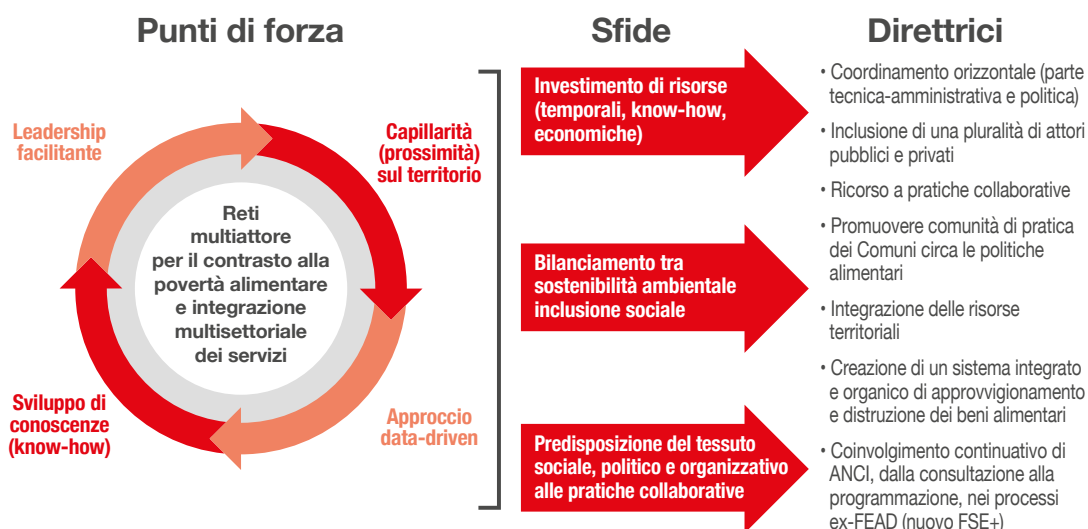 Punti di forza
Leadership
facilitante
Capillarità
(prossimità)
sul territorio
Reti
multiattore
per il contrasto alla
povertà alimentare
e integrazione
multisettoriale
dei servizi
Sviluppo di
conoscenze
(know-how)
Approccio
data-driven
Sfide
Investimento di risorse
(temporali, know-how,
economiche)
Bilanciamento tra
sostenibilità ambientale
inclusione sociale
Predisposizione del tessuto
sociale, politico e organizzativo
alle pratiche collaborative
Direttrici
• Coordinamento orizzontale (parte
tecnica-amministrativa e politica)
• Inclusione di una pluralità di attori
pubblici e privati
• Ricorso a pratiche collaborative
• Promuovere comunità di pratica
dei Comuni circa le politiche
alimentari
• Integrazione delle risorse
territoriali
• Creazione di un sistema integrato
e organico di approvvigionamento
e distruzione dei beni alimentari
• Coinvolgimento continuativo di
ANCI, dalla consultazione alla
programmazione, nei processi
ex-FEAD (nuovo FSE+)